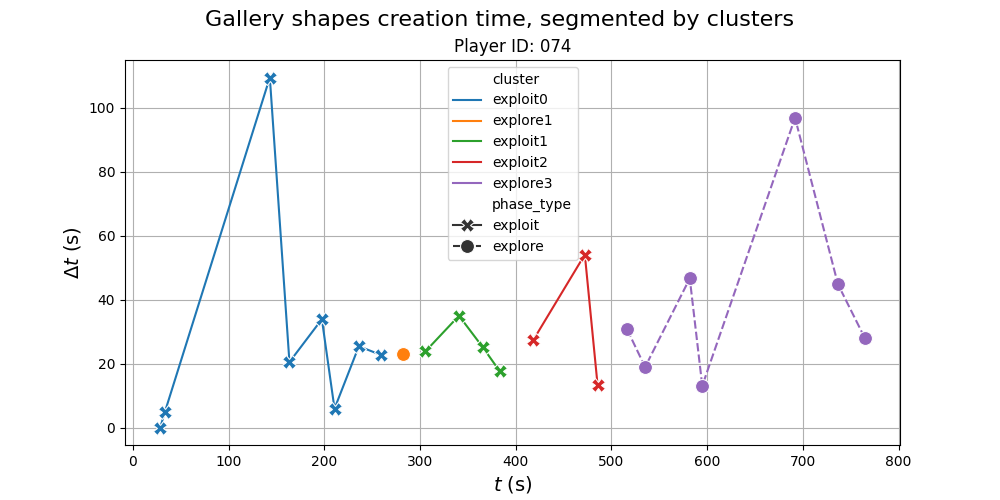 Gallery shapes creation time, segmented by clusters
Player ID: 074
cluster
exploit0
explore1
exploit1
exploit2
explore3
phase_type
exploit
explore
Δt (s)
100
80
60
40
20
0
0 100 200 300 400 500 600 700 800
t (s)